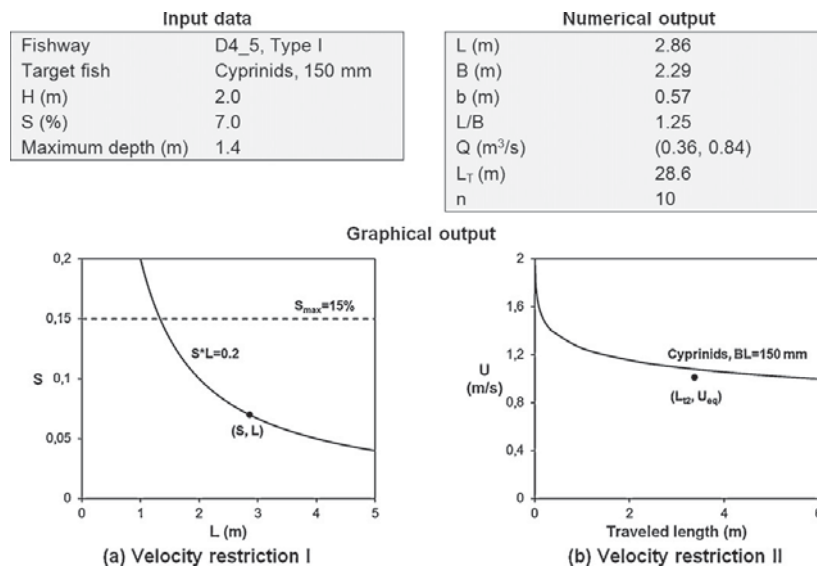 Input data
Fishway D4_5, Type I
Target fish Cyprinids, 150 mm
H (m) 2.0
S (%) 7.0
Maximum depth (m) 1.4
Numerical output
L (m) 2.86
B (m) 2.29
b (m) 0.57
L/B 1.25
Q (m³/s) (0.36, 0.84)
L_T (m) 28.6
n 10
Graphical output
0,2
0,15
0,1
0,05
0
S
S_max=15%
S*L=0.2
(S, L)
0 1 2 3 4 5
L (m)
(a) Velocity restriction I
2
1,6
1,2
0,8
0,4
0
U
(m/s)
Cyprinids, BL=150 mm
(L_t2, U_eq)
0 2 4 6
Traveled length (m)
(b) Velocity restriction II